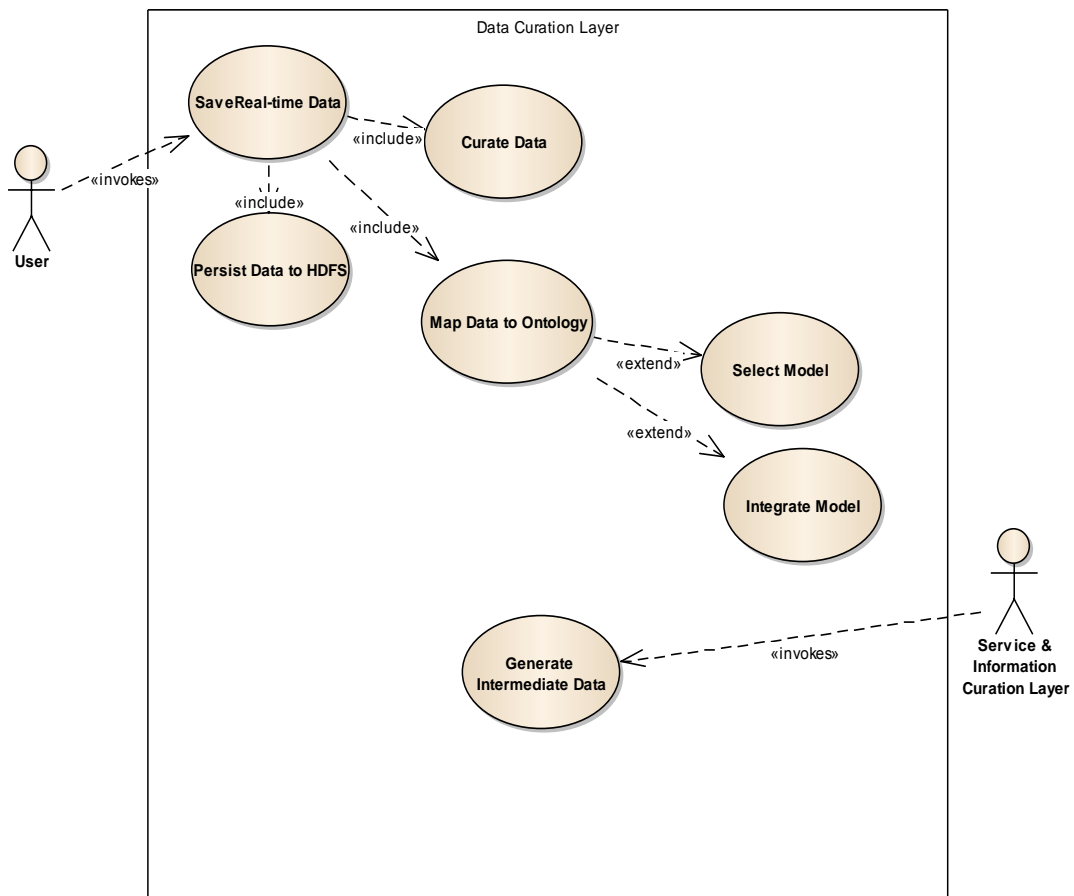 Data Curation Layer
SaveReal-time Data
«include»
Curate Data
«invokes»
User
«include»
«include»
Persist Data to HDFS
Map Data to Ontology
«extend»
Select Model
«extend»
Integrate Model
Generate
Intermediate Data
«invokes»
Service &
Information
Curation Layer